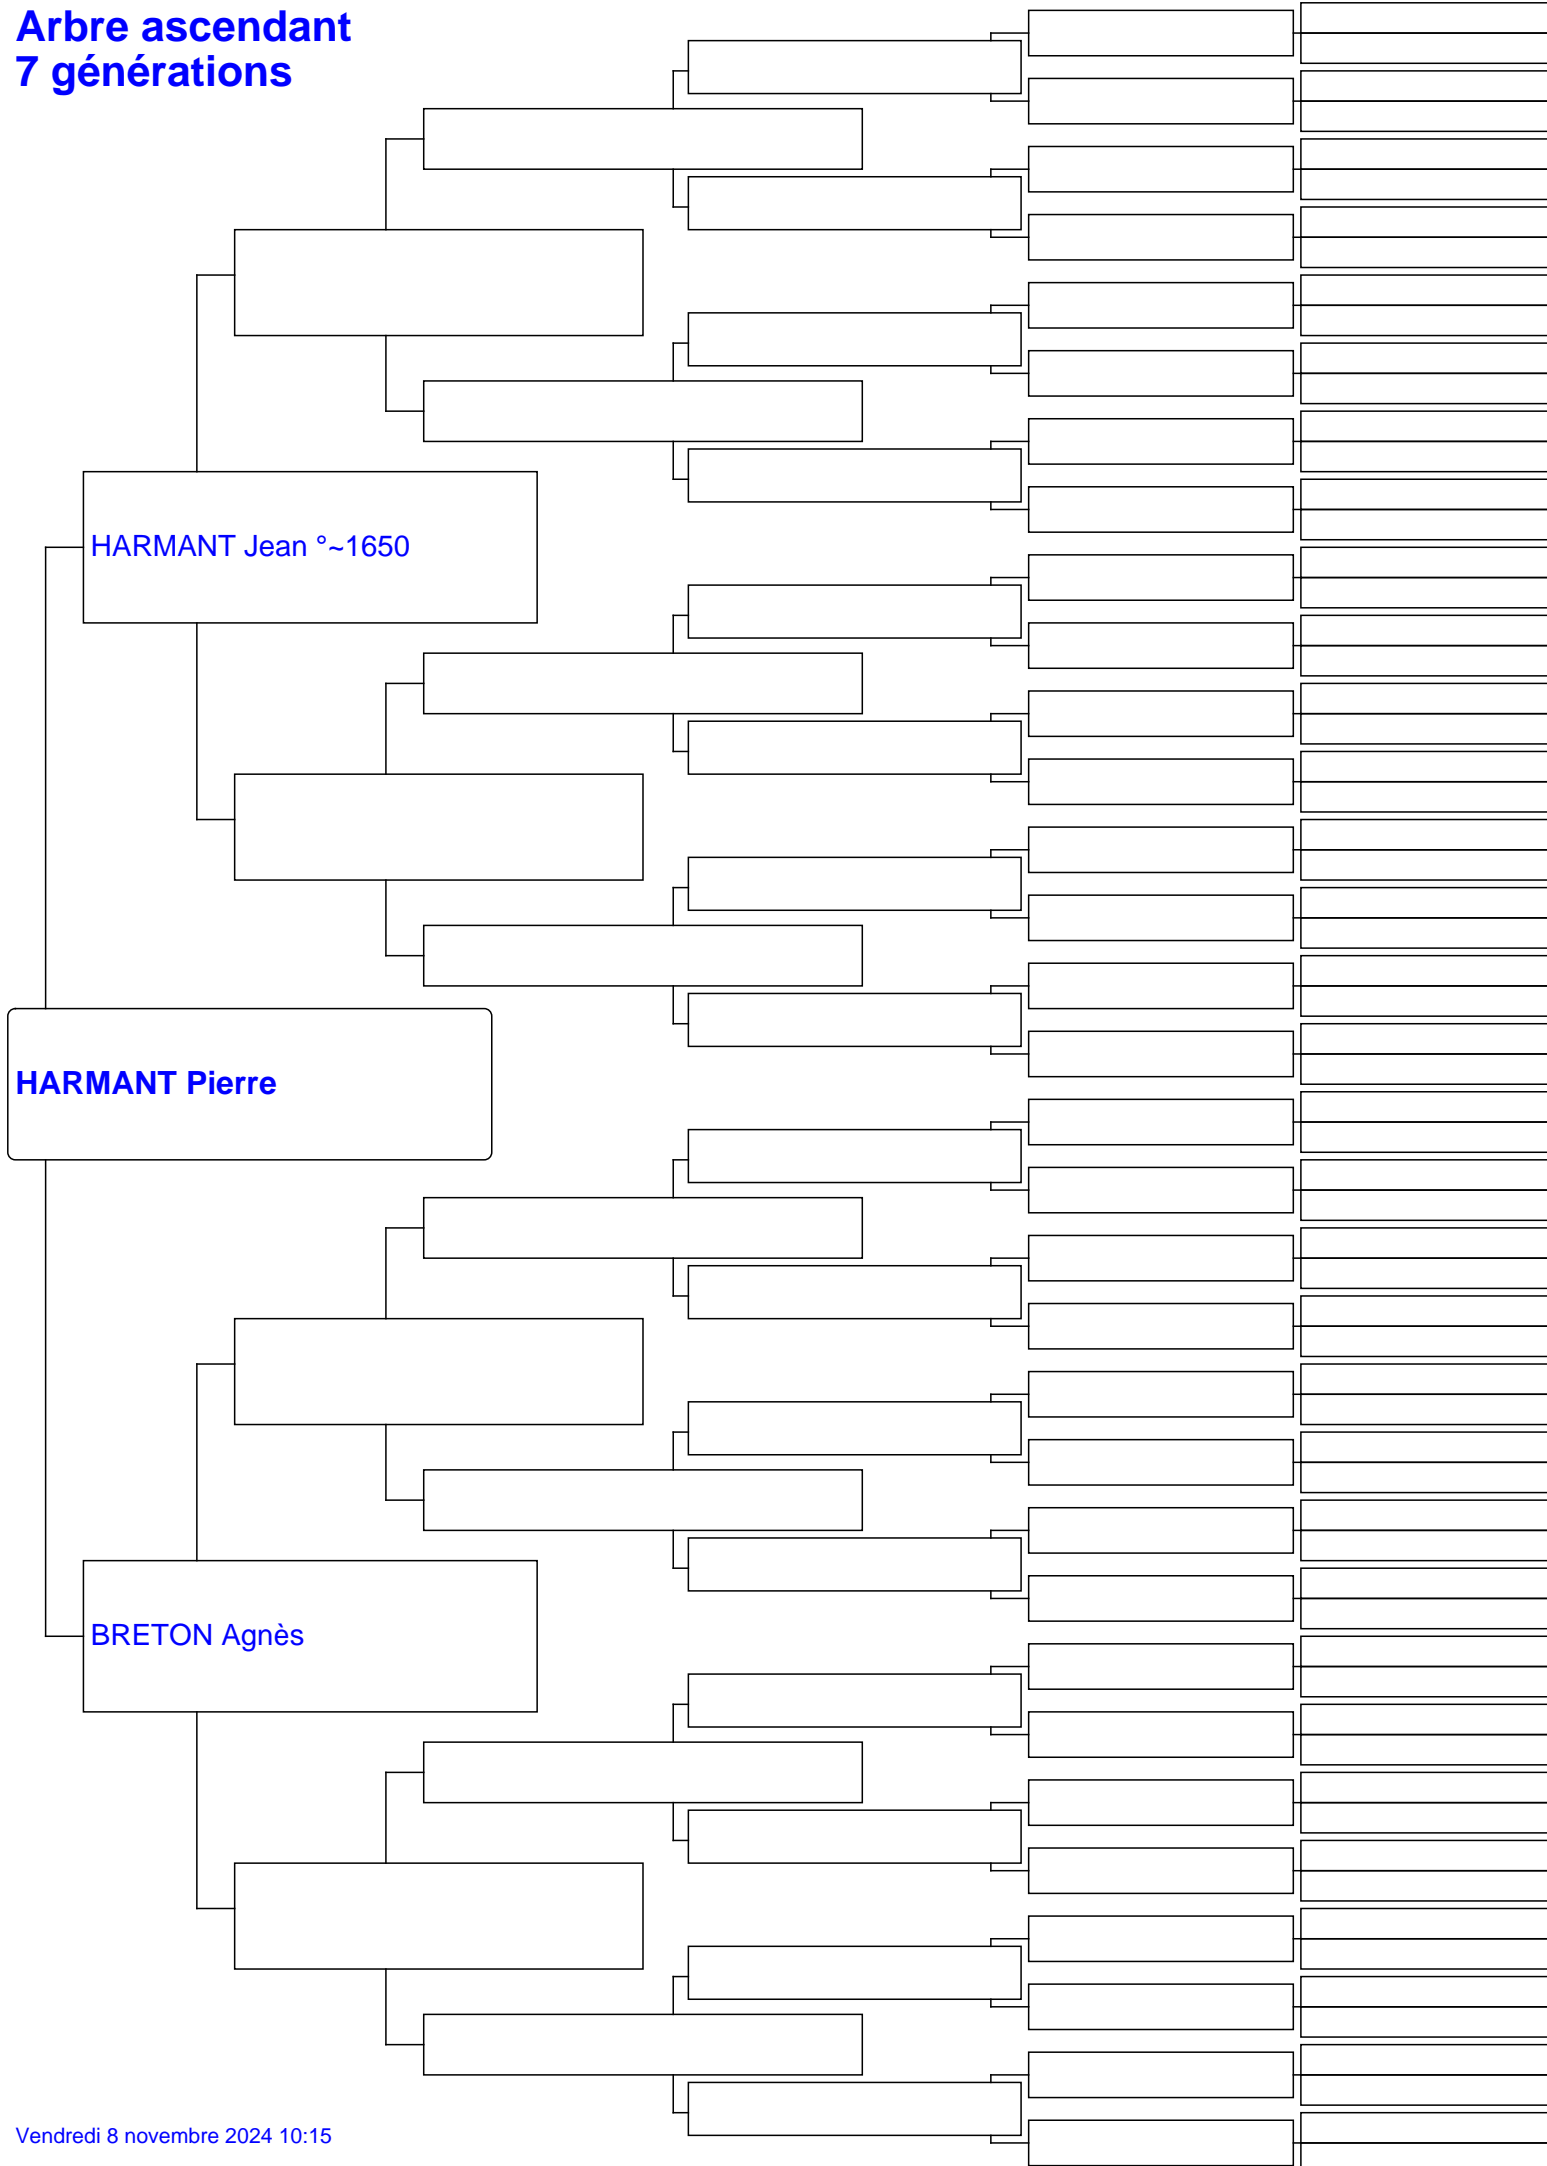 Arbre ascendant
7 générations
HARMANT Jean °~1650
HARMANT Pierre
BRETON Agnès
Vendredi 8 novembre 2024 10:15